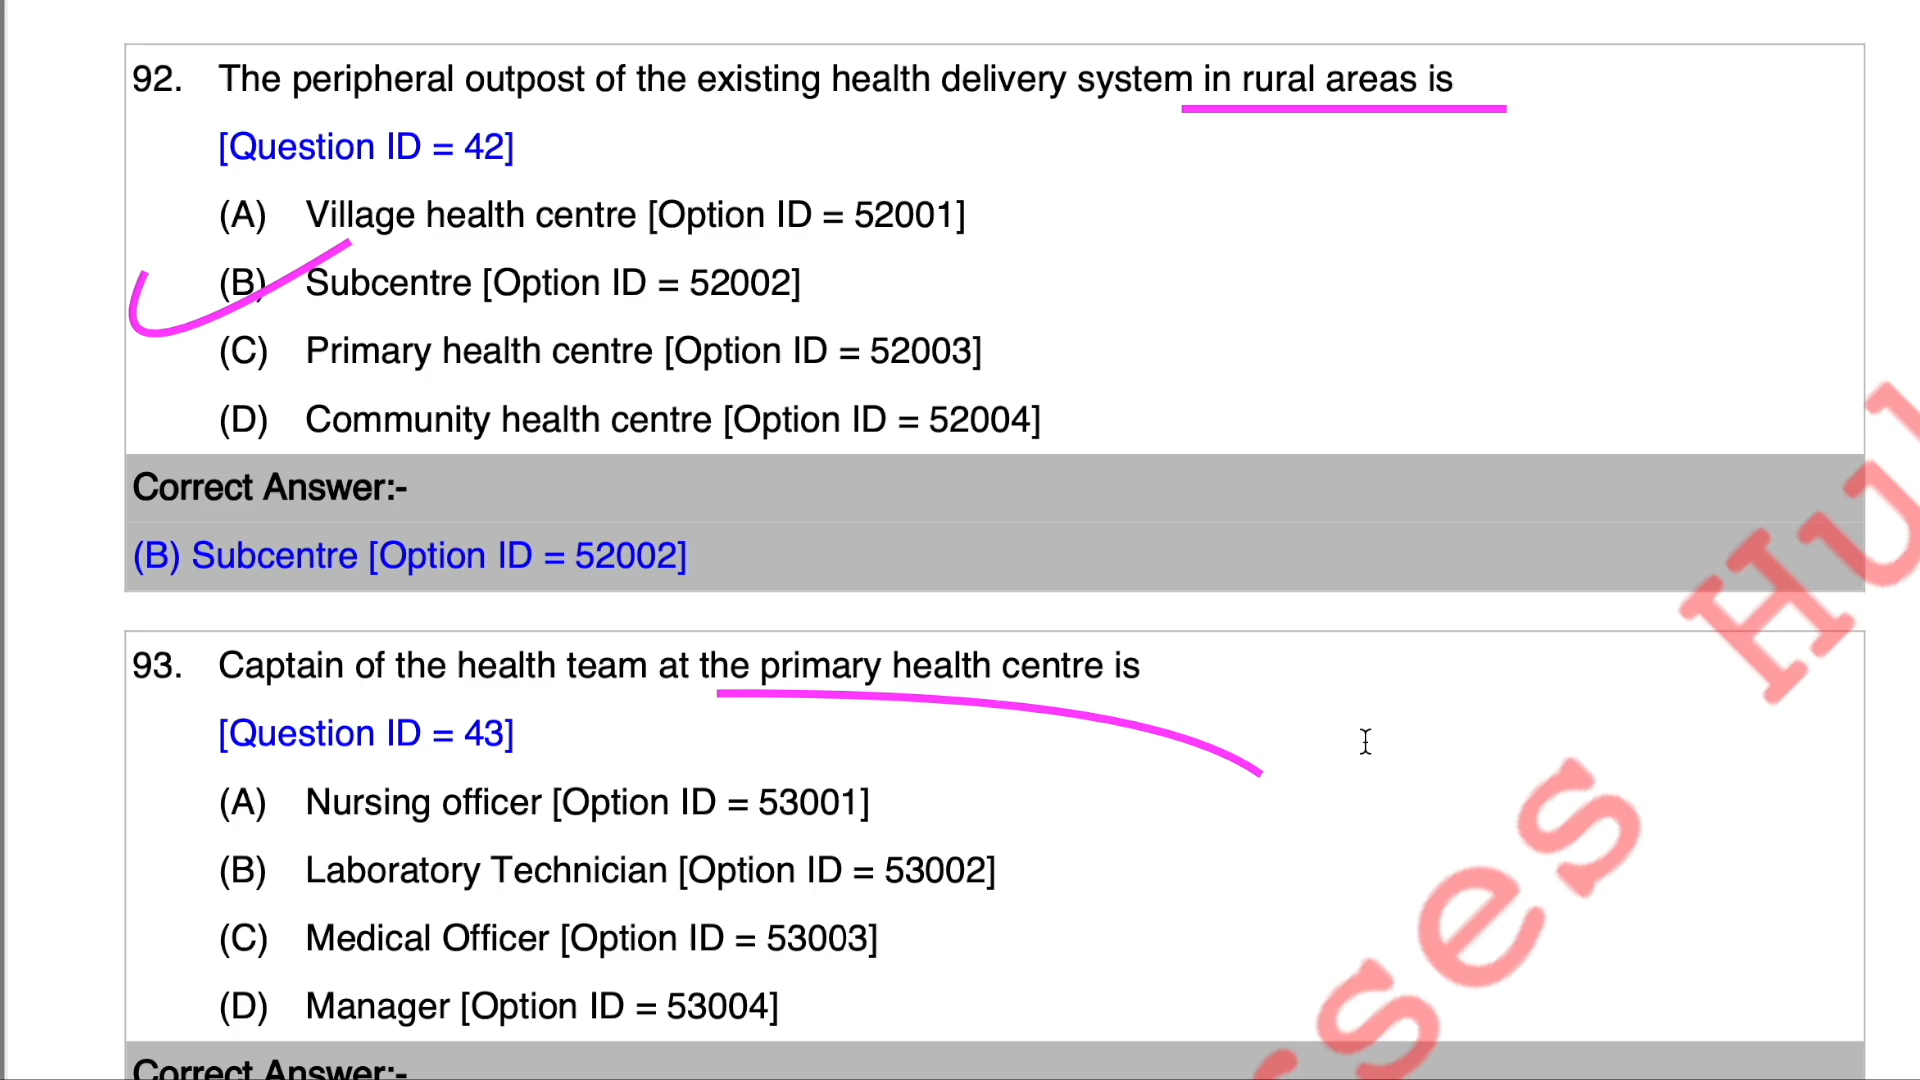 92. The peripheral outpost of the existing health delivery system in rural areas is
[Question ID = 42]
(A) Village health centre [Option ID = 52001]
(B) Subcentre [Option ID = 52002]
(C) Primary health centre [Option ID = 52003]
(D) Community health centre [Option ID = 52004]
Correct Answer:-
(B) Subcentre [Option ID = 52002]
93. Captain of the health team at the primary health centre is
[Question ID = 43]
(A) Nursing officer [Option ID = 53001]
(B) Laboratory Technician [Option ID = 53002]
(C) Medical Officer [Option ID = 53003]
(D) Manager [Option ID = 53004]
Correct Answer:-